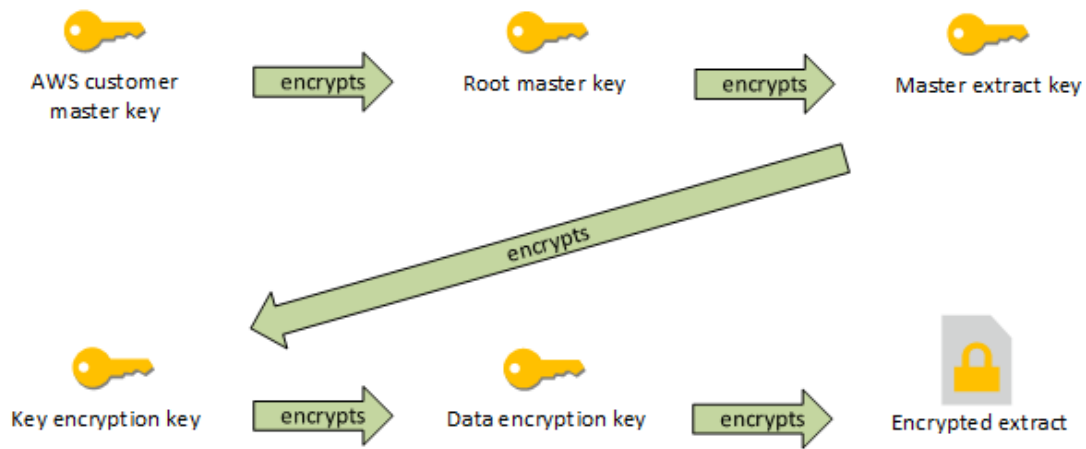 AWS customer
master key
encrypts
Root master key
encrypts
Master extract key
encrypts
Key encryption key
encrypts
Data encryption key
encrypts
Encrypted extract